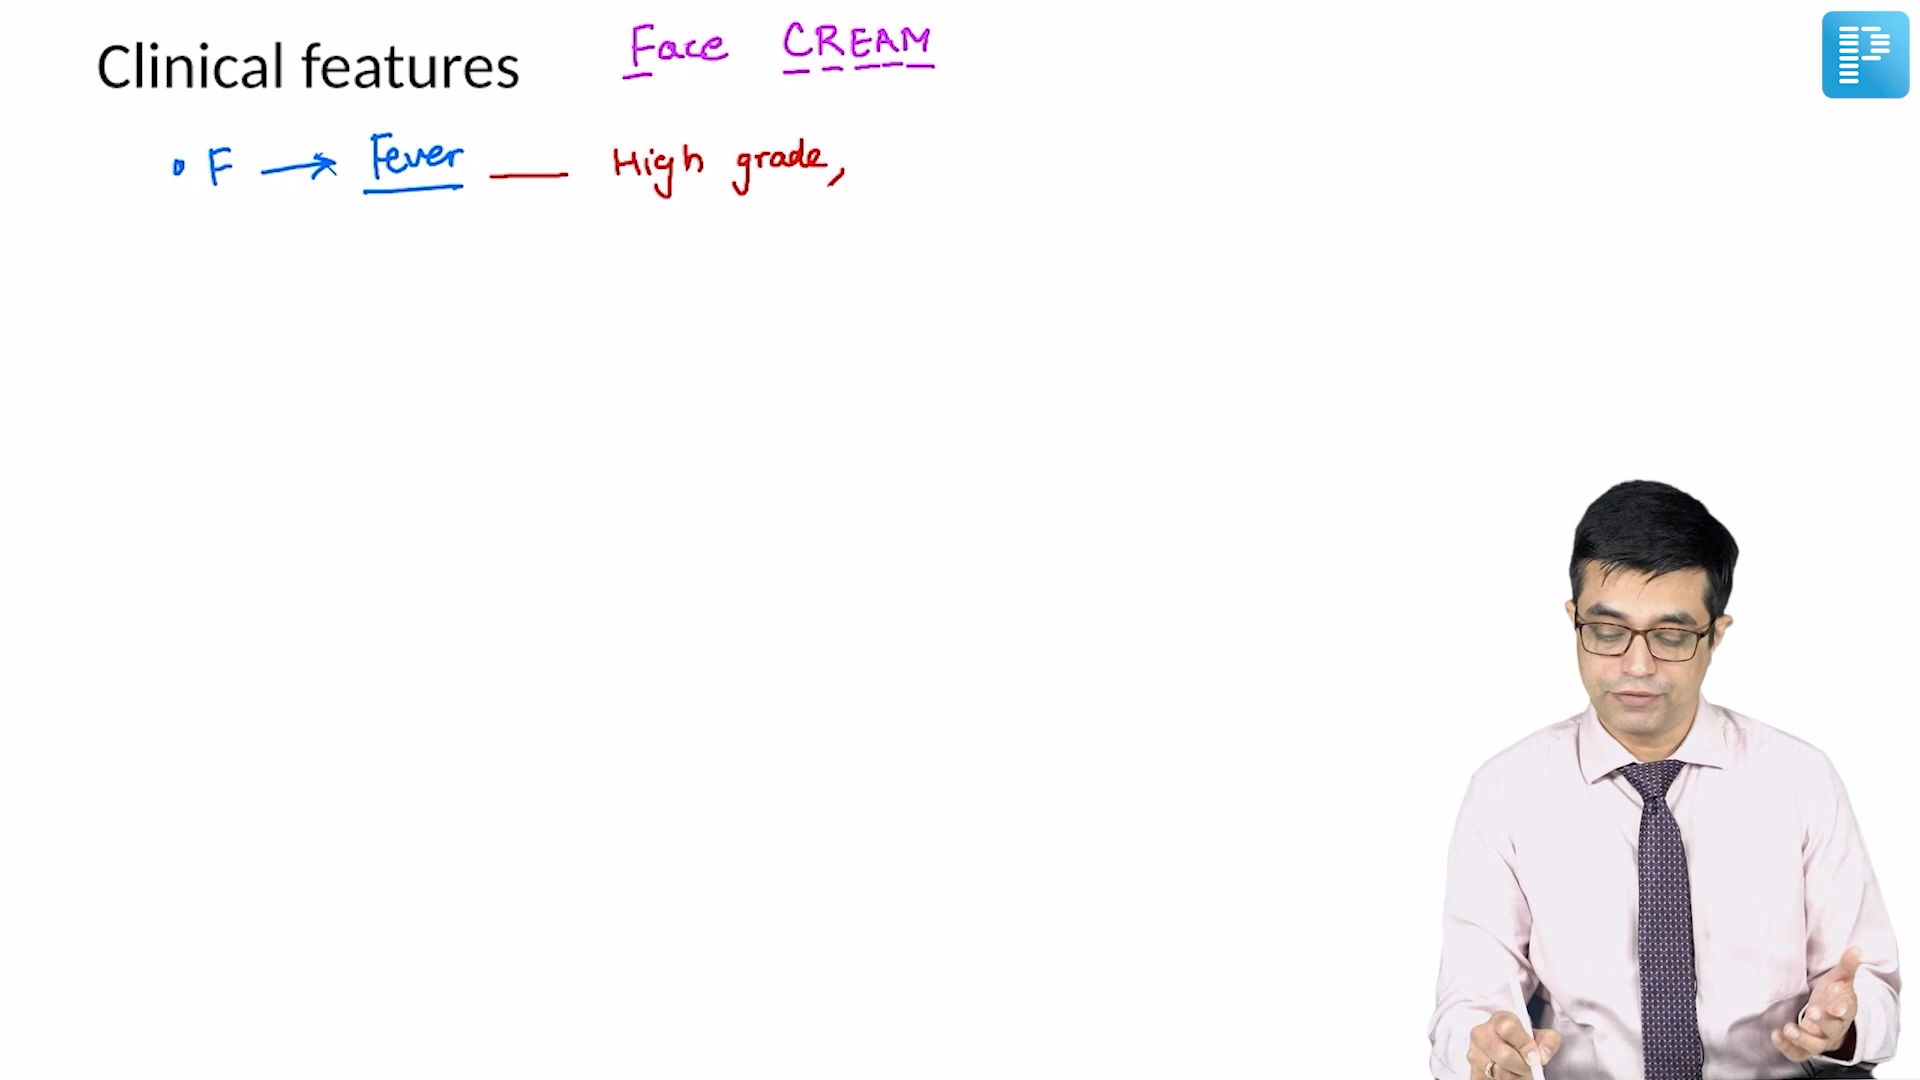 Clinical features Face CREAM
• F → Fever — High grade,